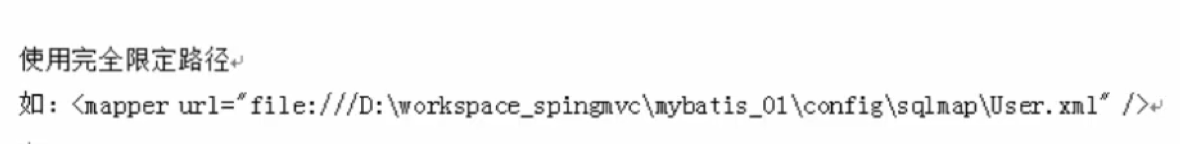 使用完全限定路径
如：<mapper url="file:///D:\workspace_spingmvc\mybatis_01\config\sqlmap\User.xml" />